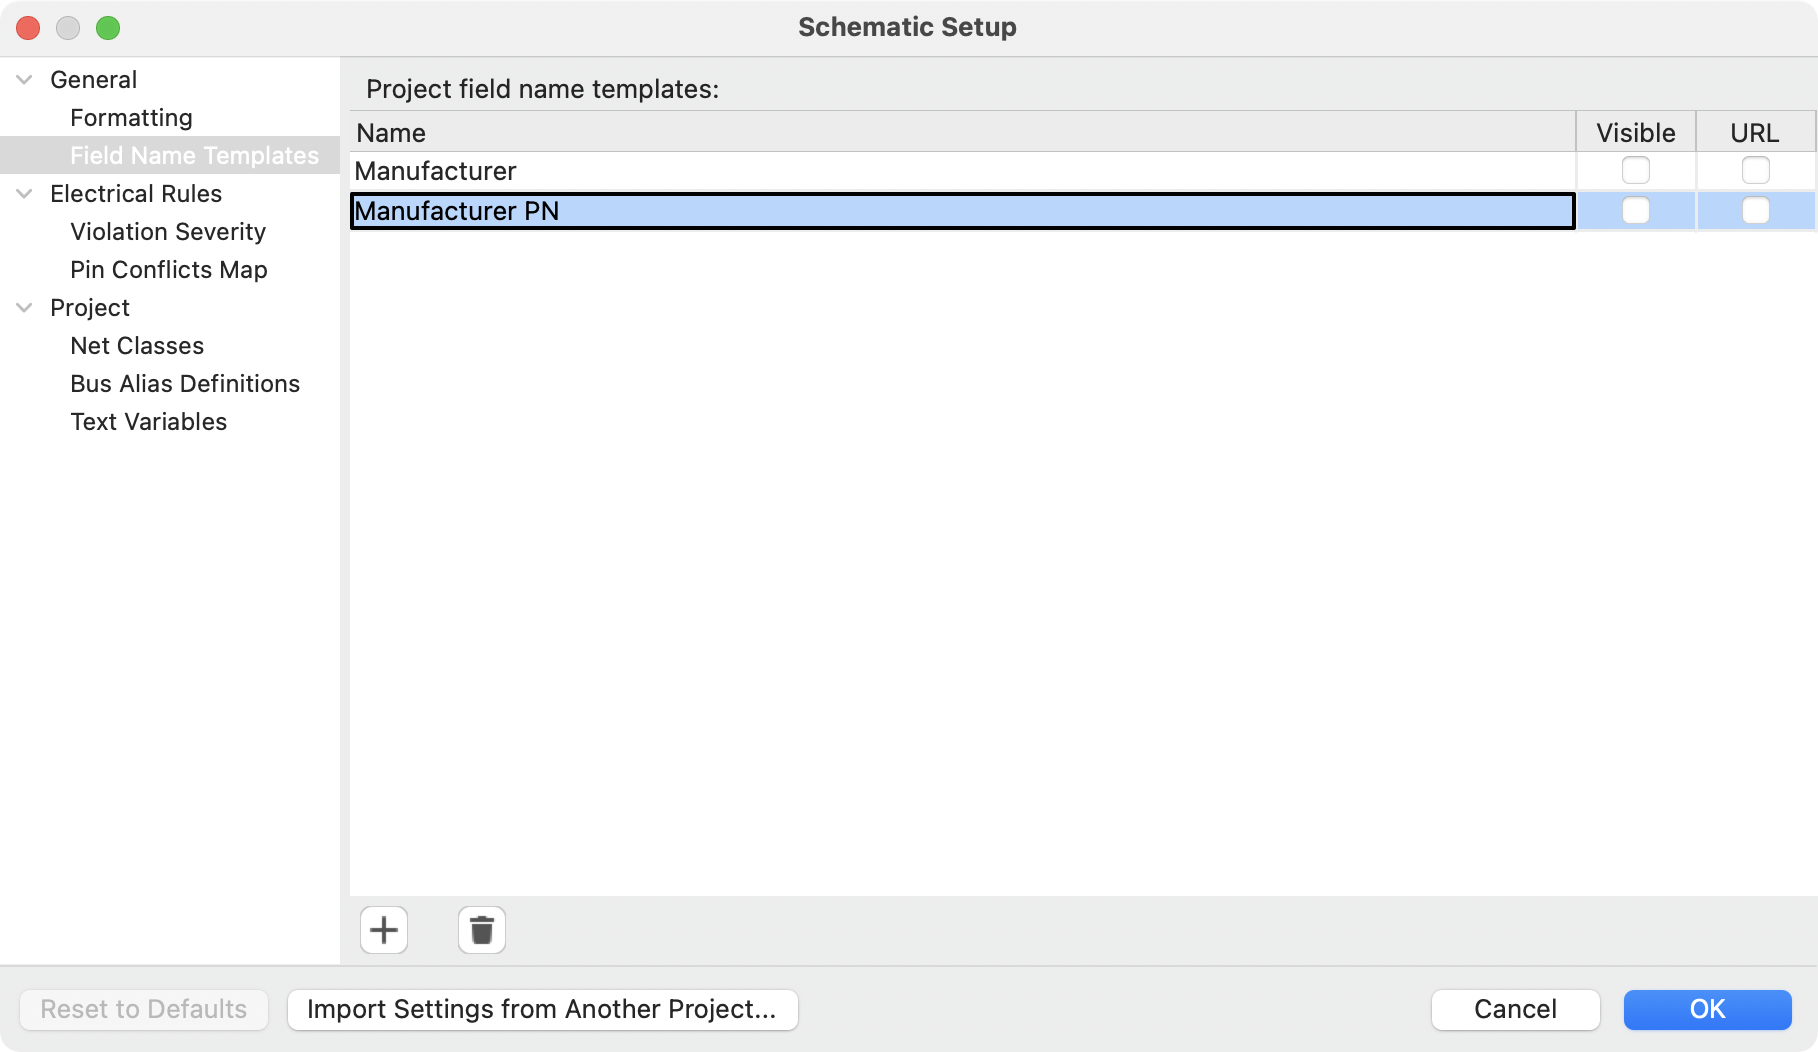 Schematic Setup
General
Formatting
Field Name Templates
Electrical Rules
Violation Severity
Pin Conflicts Map
Project
Net Classes
Bus Alias Definitions
Text Variables
Project field name templates:
Name Visible URL
Manufacturer
Manufacturer PN
Reset to Defaults Import Settings from Another Project... Cancel OK